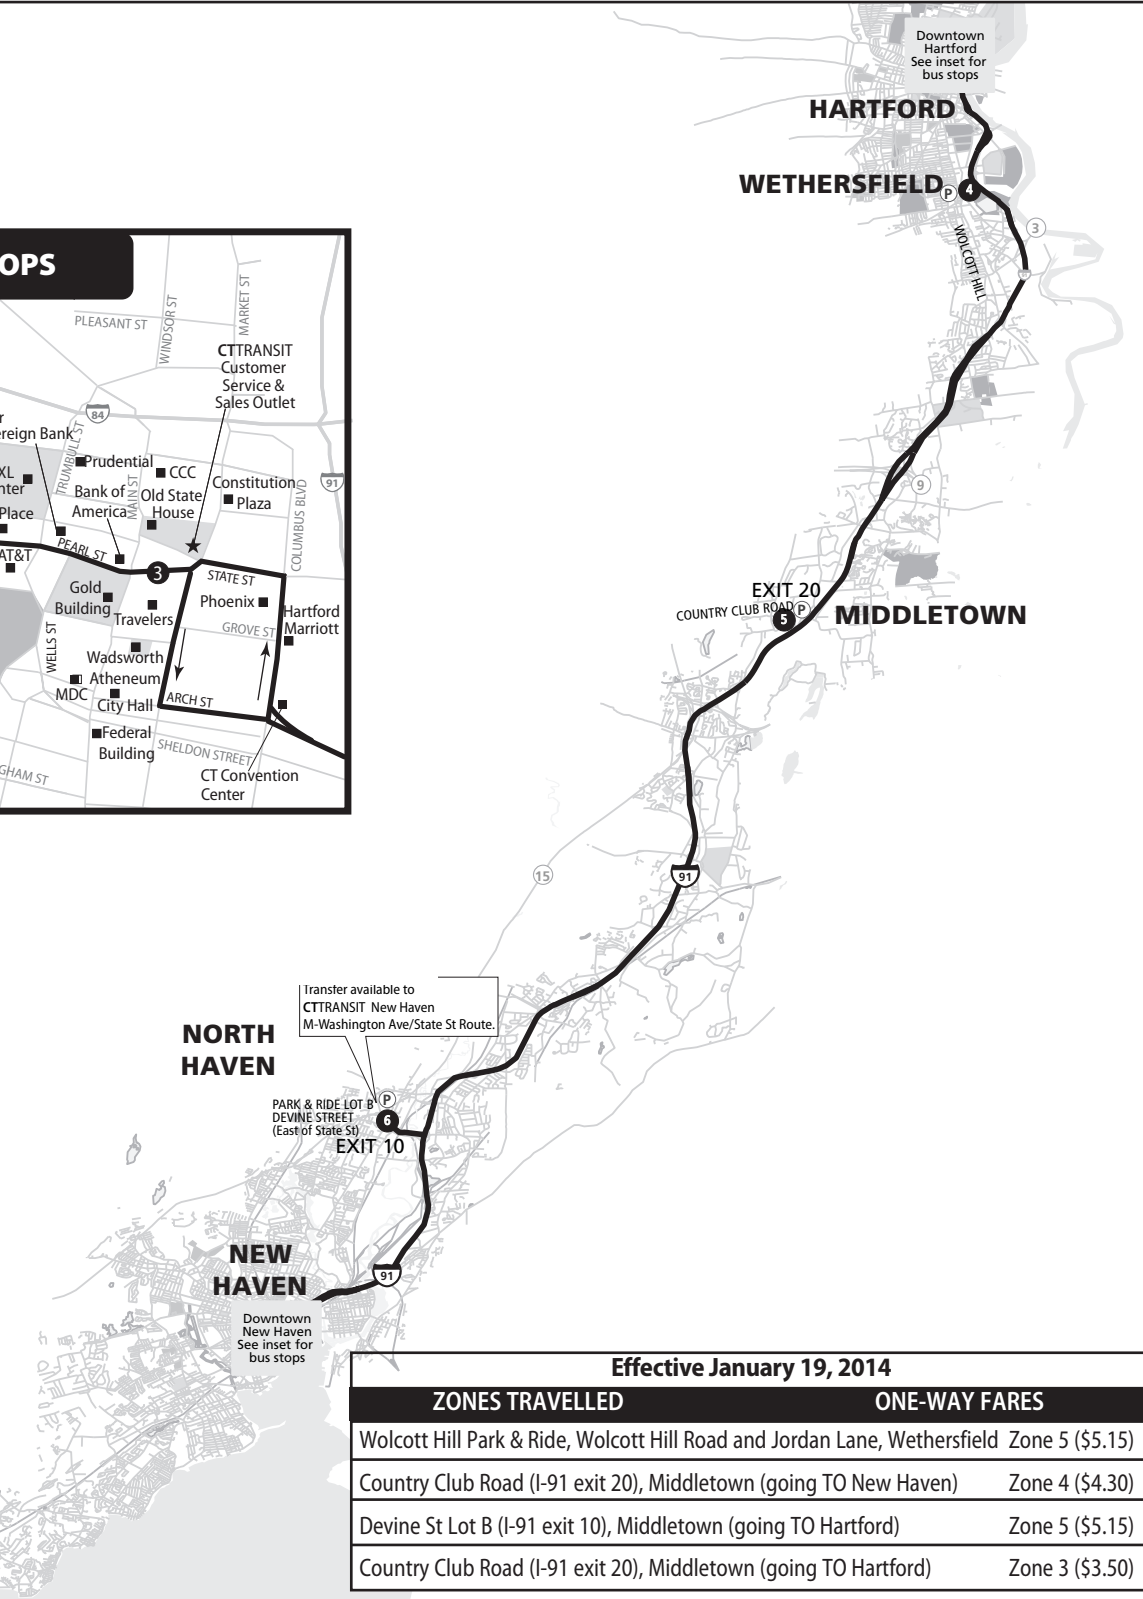 Downtown
Hartford
See inset for
bus stops
HARTFORD
WETHERSFIELD
P
4
3
WOLCOTT HILL
91
9
EXIT 20
COUNTRY CLUB ROAD
P
5
MIDDLETOWN
OPS
PLEASANT ST
WINDSOR ST
MARKET ST
CTTRANSIT
Customer
Service &
Sales Outlet
84
r
ereign Bank
TRUMBULL ST
Prudential
CCC
XL
nter
MAIN ST
Constitution
Plaza
91
COLUMBUS BLVD
Bank of
America
Old State
House
Place
PEARL ST
AT&T
3
STATE ST
Gold
Building
Phoenix
Travelers
Hartford
Marriott
GROVE ST
WELLS ST
Wadsworth
Atheneum
MDC
City Hall
ARCH ST
Federal
Building
SHELDON STREET
GHAM ST
CT Convention
Center
15
91
Transfer available to
CTTRANSIT New Haven
M-Washington Ave/State St Route.
NORTH
HAVEN
P
PARK & RIDE LOT B
DEVINE STREET
(East of State St)
6
EXIT 10
NEW
HAVEN
91
Downtown
New Haven
See inset for
bus stops
Effective January 19, 2014
ZONES TRAVELLED ONE-WAY FARES
Wolcott Hill Park & Ride, Wolcott Hill Road and Jordan Lane, Wethersfield Zone 5 ($5.15)
Country Club Road (I-91 exit 20), Middletown (going TO New Haven) Zone 4 ($4.30)
Devine St Lot B (I-91 exit 10), Middletown (going TO Hartford) Zone 5 ($5.15)
Country Club Road (I-91 exit 20), Middletown (going TO Hartford) Zone 3 ($3.50)